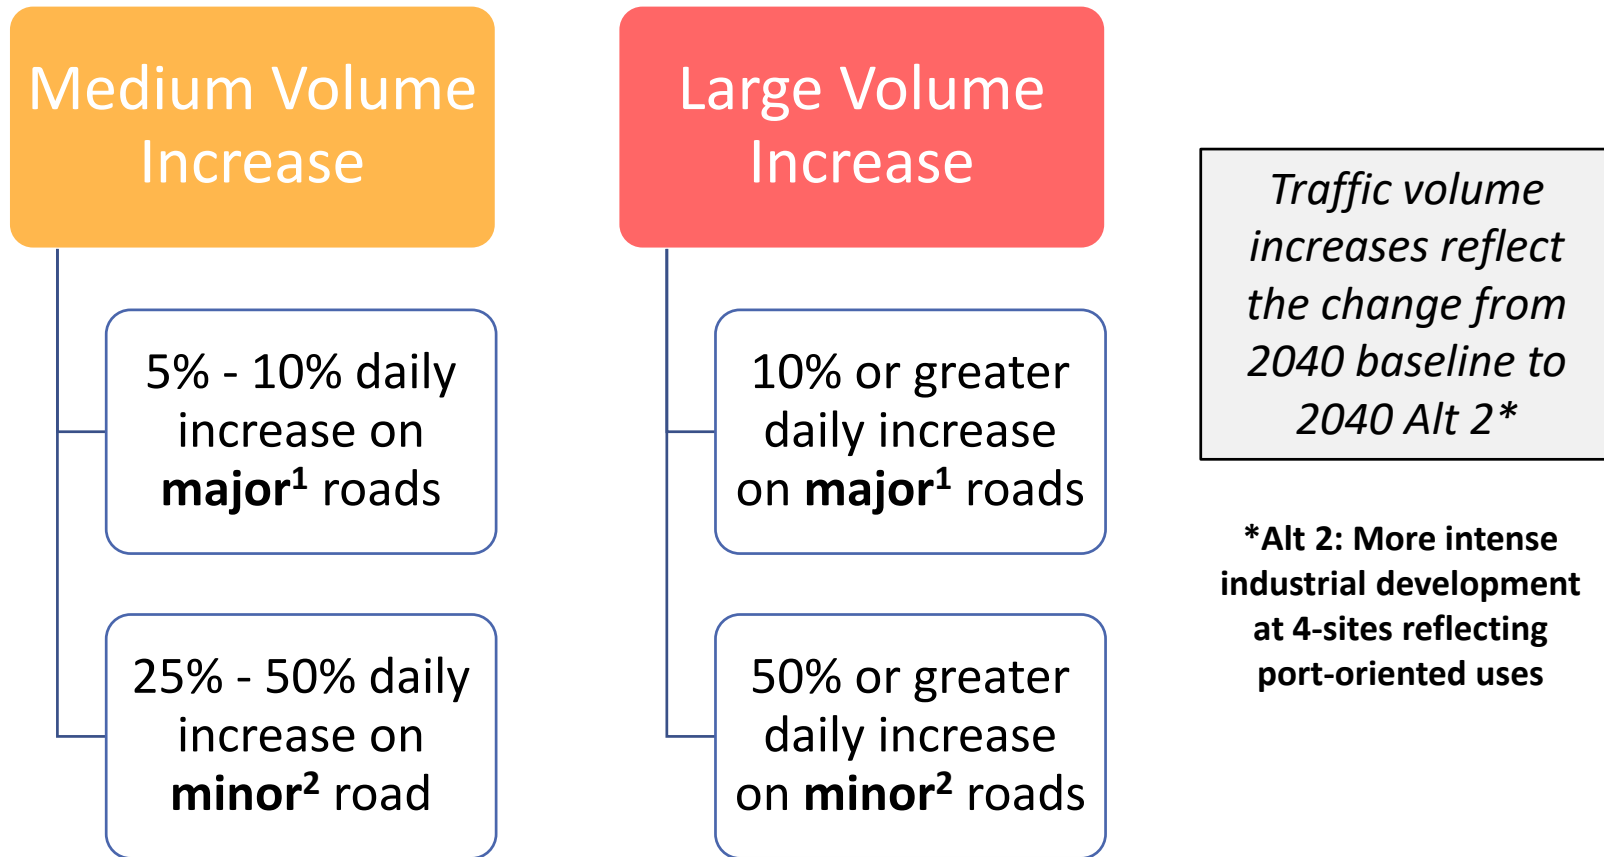 Medium Volume
Increase
5% - 10% daily
increase on
major¹ roads
25% - 50% daily
increase on
minor² road
Large Volume
Increase
10% or greater
daily increase
on major¹ roads
50% or greater
daily increase
on minor² roads
Traffic volume
increases reflect
the change from
2040 baseline to
2040 Alt 2*
*Alt 2: More intense
industrial development
at 4-sites reflecting
port-oriented uses